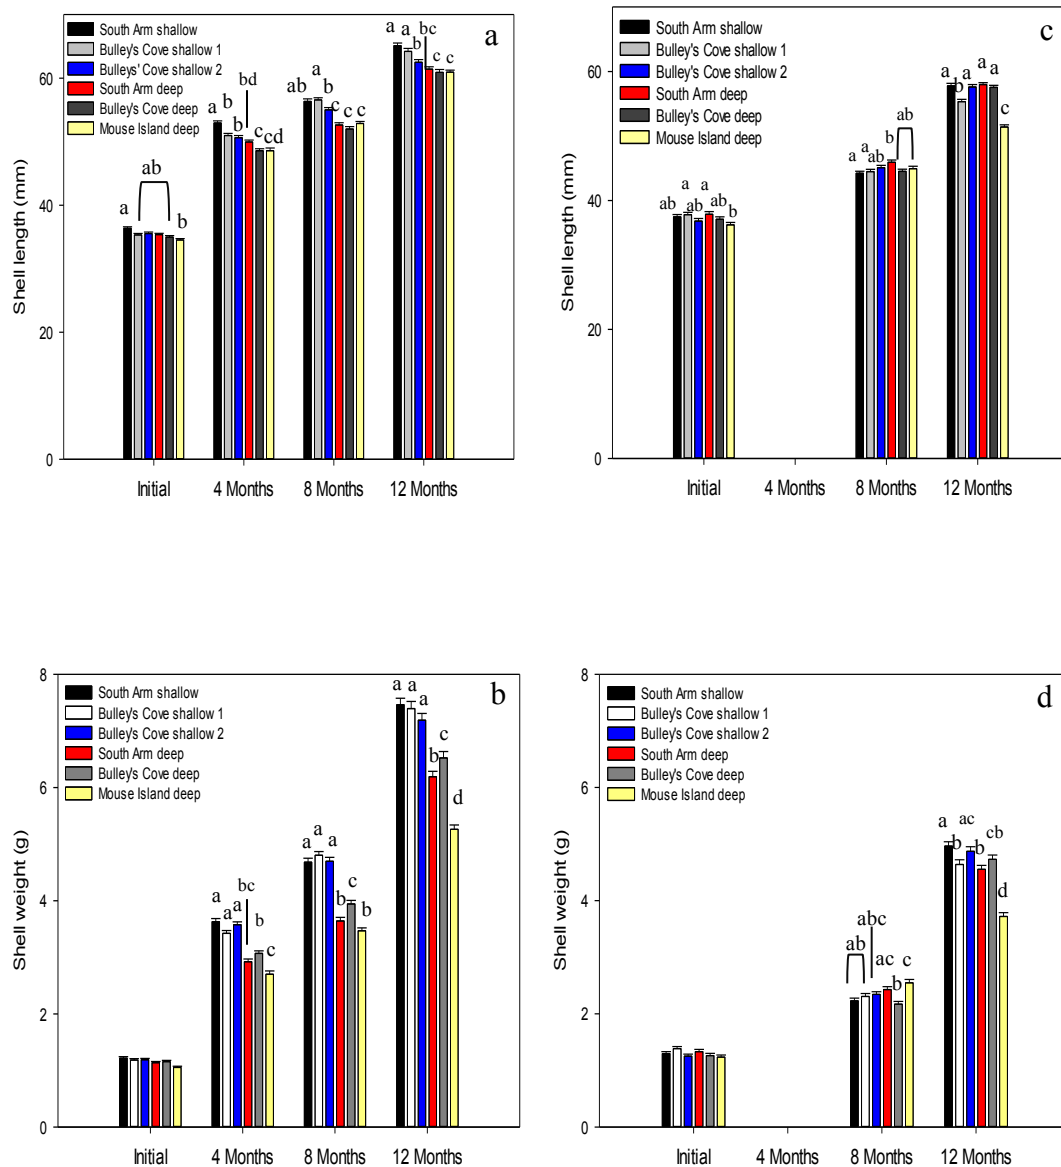 South Arm shallow
Bulley's Cove shallow 1
Bulleys' Cove shallow 2
South Arm deep
Bulley's Cove deep
Mouse Island deep
a
Shell length (mm)
60
40
20
0
a ab b
a b b bd c cd
ab a b c c c
a a b bc c c
Initial 4 Months 8 Months 12 Months
South Arm shallow
Bulley's Cove shallow 1
Bulley's Cove shallow 2
South Arm deep
Bulley's Cove deep
Mouse Island deep
c
Shell length (mm)
60
40
20
0
ab a ab a ab b
a a ab b ab
a b a a a c
Initial 4 Months 8 Months 12 Months
South Arm shallow
Bulley's Cove shallow 1
Bulley's Cove shallow 2
South Arm deep
Bulley's Cove deep
Mouse Island deep
b
Shell weight (g)
8
6
4
2
0
a a a bc b c
a a a b c b
a a a b c d
Initial 4 Months 8 Months 12 Months
South Arm shallow
Bulley's Cove shallow 1
Bulley's Cove shallow 2
South Arm deep
Bulley's Cove deep
Mouse Island deep
d
Shell weight (g)
8
6
4
2
0
ab abc ac b c
a b ac b cb d
Initial 4 Months 8 Months 12 Months